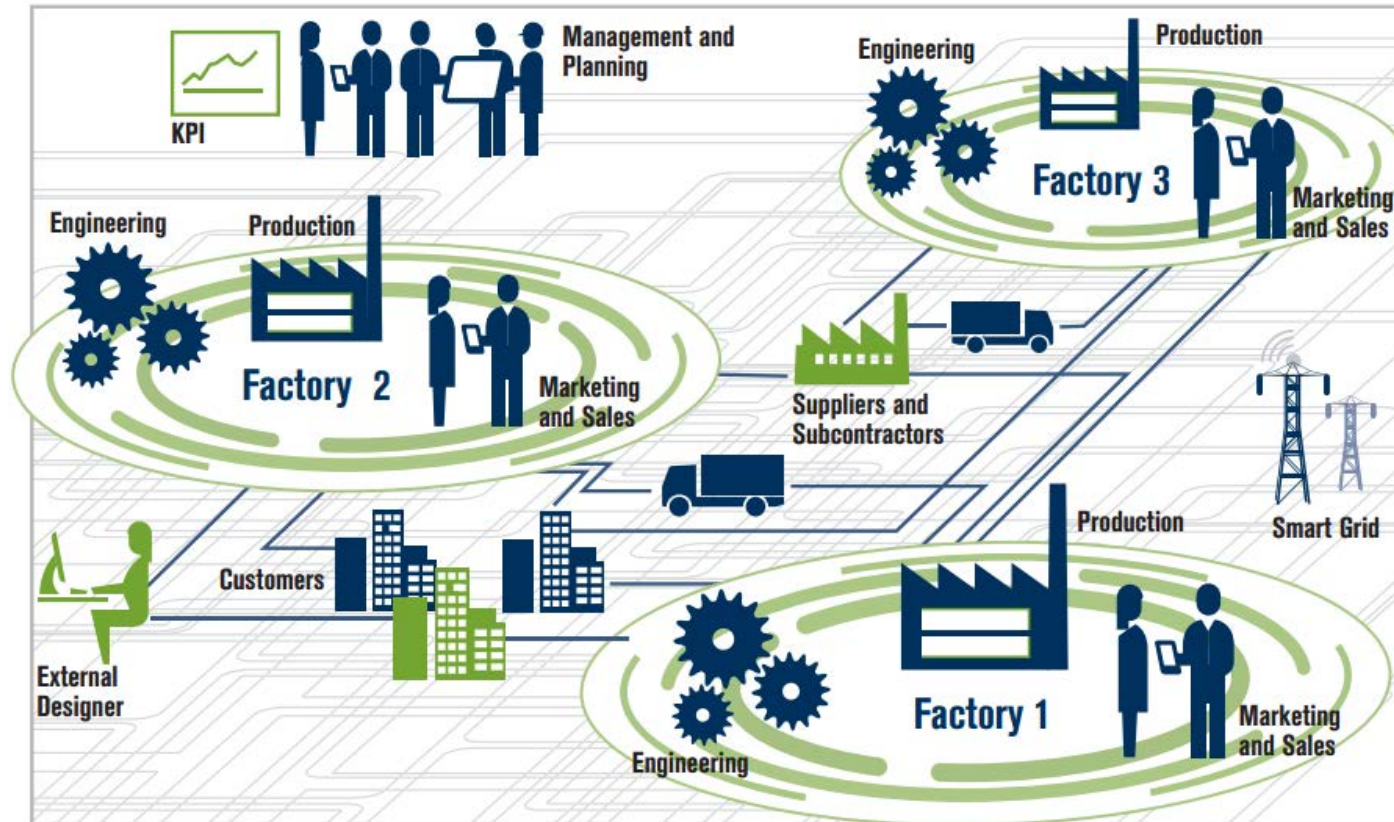 Management and
Planning
KPI
Engineering
Production
Factory 3
Marketing
and Sales
Engineering
Production
Factory 2
Marketing
and Sales
Suppliers and
Subcontractors
Smart Grid
Customers
External
Designer
Production
Factory 1
Engineering
Marketing
and Sales